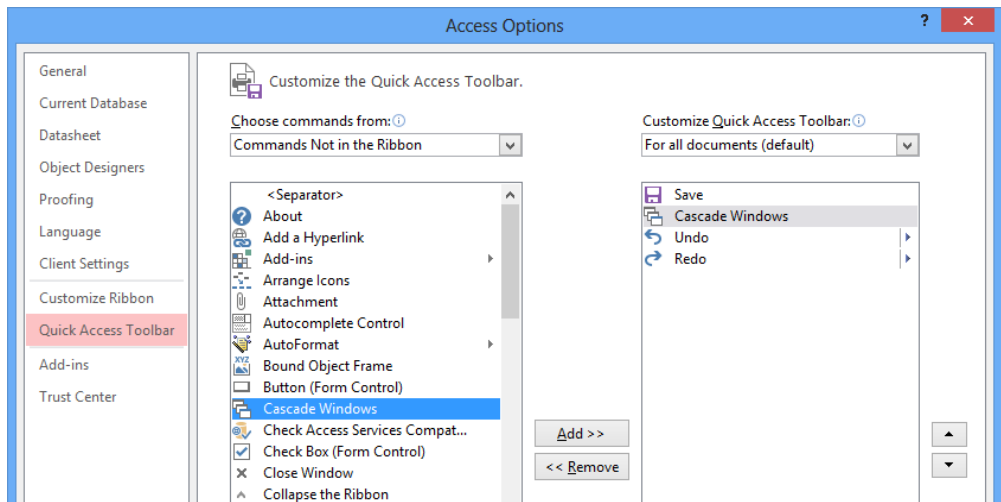 Access Options
?
General
Current Database
Datasheet
Object Designers
Proofing
Language
Client Settings
Customize Ribbon
Quick Access Toolbar
Add-ins
Trust Center
Customize the Quick Access Toolbar.
Choose commands from:
Commands Not in the Ribbon
<Separator>
About
Add a Hyperlink
Add-ins
Arrange Icons
Attachment
Autocomplete Control
AutoFormat
XYZ
Bound Object Frame
Button (Form Control)
Cascade Windows
Check Access Services Compat...
Check Box (Form Control)
Close Window
Collapse the Ribbon
Add >>
<< Remove
Customize Quick Access Toolbar:
For all documents (default)
Save
Cascade Windows
Undo
Redo